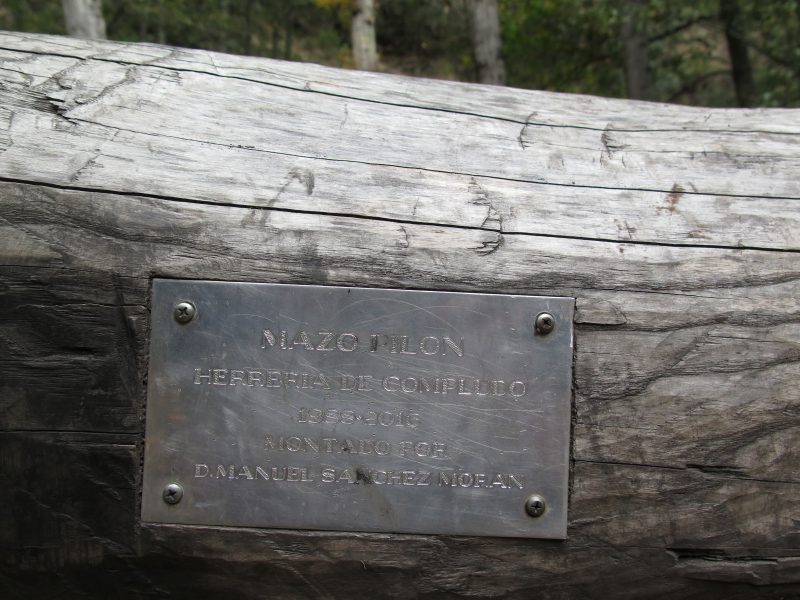 MAZO PILON
HERRERIA DE COMPLUDO
MONTADO POR
D.MANUEL SANCHEZ MORAN